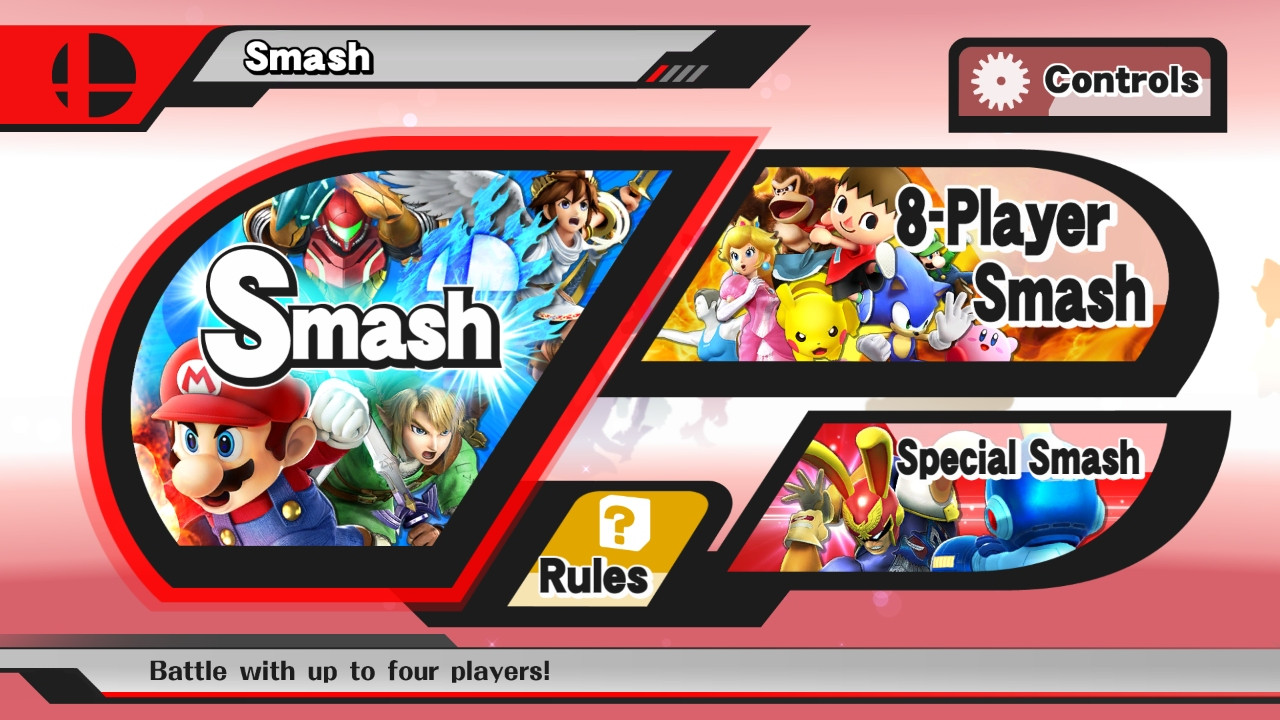 Smash
Controls
Smash
8-Player
Smash
Special Smash
?
Rules
M
Battle with up to four players!